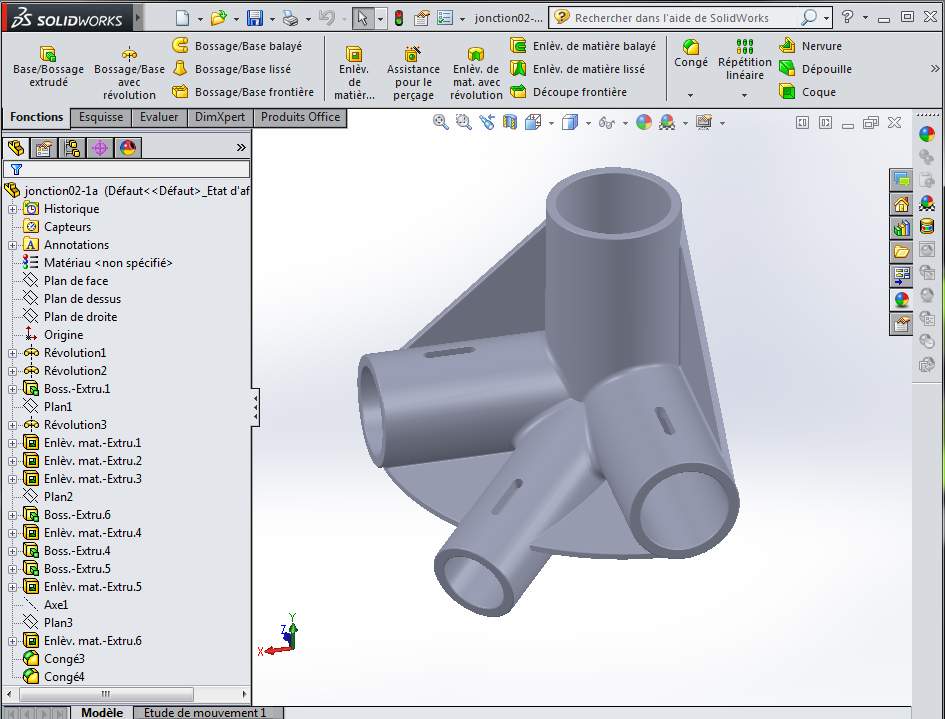 SOLIDWORKS
jonction02-...
Rechercher dans l'aide de SolidWorks
?
Base/Bossage
extrudé
Bossage/Base
avec
révolution
Bossage/Base balayé
Bossage/Base lissé
Bossage/Base frontière
Enlèv.
de
matièr...
Assistance
pour le
perçage
Enlèv. de
mat. avec
révolution
Enlèv. de matière balayé
Enlèv. de matière lissé
Découpe frontière
Congé
Répétition
linéaire
Nervure
Dépouille
Coque
Fonctions Esquisse Evaluer DimXpert Produits Office
jonction02-1a (Défaut<<Défaut>_Etat d'af
Historique
Capteurs
Annotations
Matériau <non spécifié>
Plan de face
Plan de dessus
Plan de droite
Origine
Révolution1
Révolution2
Boss.-Extru.1
Plan1
Révolution3
Enlèv. mat.-Extru.1
Enlèv. mat.-Extru.2
Enlèv. mat.-Extru.3
Plan2
Boss.-Extru.6
Enlèv. mat.-Extru.4
Boss.-Extru.4
Boss.-Extru.5
Enlèv. mat.-Extru.5
Axe1
Plan3
Enlèv. mat.-Extru.6
Congé3
Congé4
Y
Z
X
Modèle Etude de mouvement 1